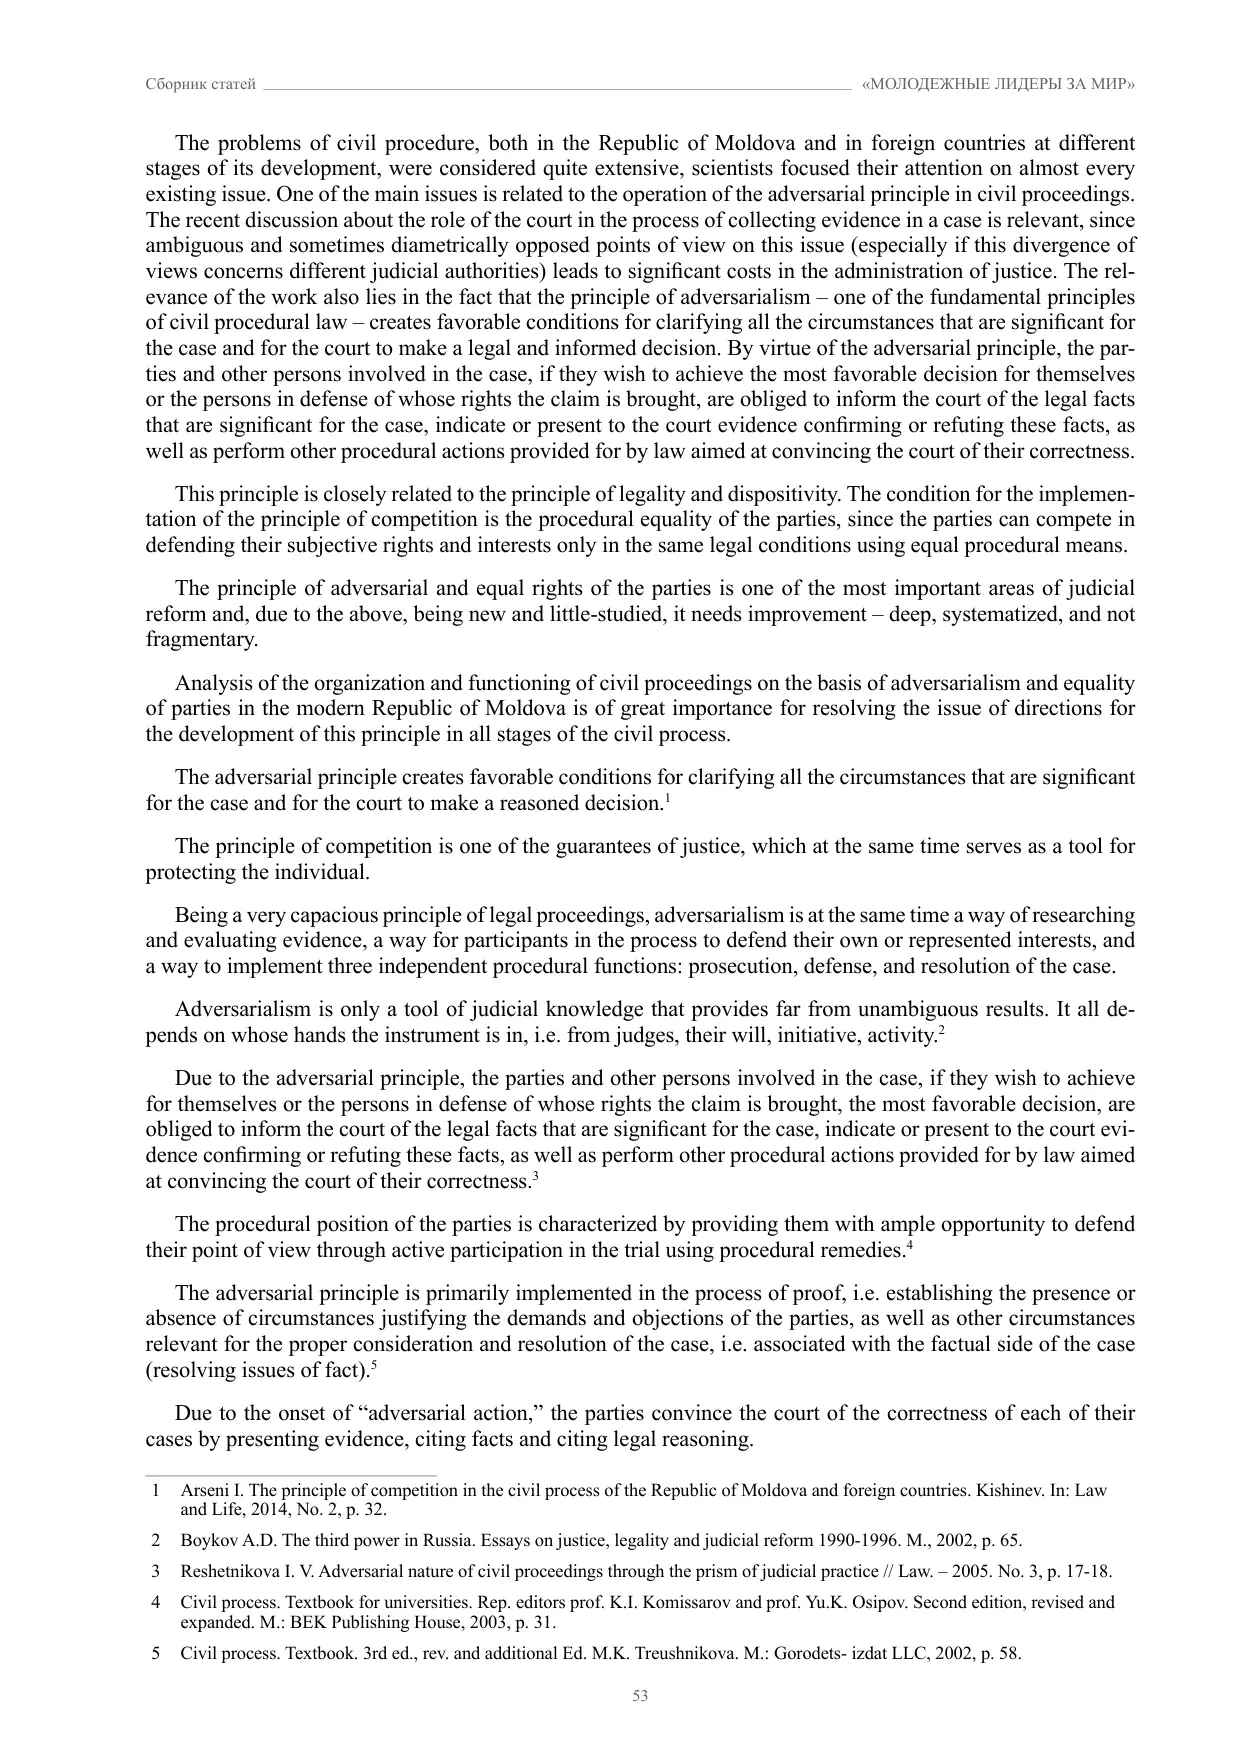 Сборник статей «МОЛОДЕЖНЫЕ ЛИДЕРЫ ЗА МИР»
The problems of civil procedure, both in the Republic of Moldova and in foreign countries at different
stages of its development, were considered quite extensive, scientists focused their attention on almost every
existing issue. One of the main issues is related to the operation of the adversarial principle in civil proceedings.
The recent discussion about the role of the court in the process of collecting evidence in a case is relevant, since
ambiguous and sometimes diametrically opposed points of view on this issue (especially if this divergence of
views concerns different judicial authorities) leads to significant costs in the administration of justice. The rel-
evance of the work also lies in the fact that the principle of adversarialism – one of the fundamental principles
of civil procedural law – creates favorable conditions for clarifying all the circumstances that are significant for
the case and for the court to make a legal and informed decision. By virtue of the adversarial principle, the par-
ties and other persons involved in the case, if they wish to achieve the most favorable decision for themselves
or the persons in defense of whose rights the claim is brought, are obliged to inform the court of the legal facts
that are significant for the case, indicate or present to the court evidence confirming or refuting these facts, as
well as perform other procedural actions provided for by law aimed at convincing the court of their correctness.
This principle is closely related to the principle of legality and dispositivity. The condition for the implemen-
tation of the principle of competition is the procedural equality of the parties, since the parties can compete in
defending their subjective rights and interests only in the same legal conditions using equal procedural means.
The principle of adversarial and equal rights of the parties is one of the most important areas of judicial
reform and, due to the above, being new and little-studied, it needs improvement – deep, systematized, and not
fragmentary.
Analysis of the organization and functioning of civil proceedings on the basis of adversarialism and equality
of parties in the modern Republic of Moldova is of great importance for resolving the issue of directions for
the development of this principle in all stages of the civil process.
The adversarial principle creates favorable conditions for clarifying all the circumstances that are significant
for the case and for the court to make a reasoned decision.1
The principle of competition is one of the guarantees of justice, which at the same time serves as a tool for
protecting the individual.
Being a very capacious principle of legal proceedings, adversarialism is at the same time a way of researching
and evaluating evidence, a way for participants in the process to defend their own or represented interests, and
a way to implement three independent procedural functions: prosecution, defense, and resolution of the case.
Adversarialism is only a tool of judicial knowledge that provides far from unambiguous results. It all de-
pends on whose hands the instrument is in, i.e. from judges, their will, initiative, activity.2
Due to the adversarial principle, the parties and other persons involved in the case, if they wish to achieve
for themselves or the persons in defense of whose rights the claim is brought, the most favorable decision, are
obliged to inform the court of the legal facts that are significant for the case, indicate or present to the court evi-
dence confirming or refuting these facts, as well as perform other procedural actions provided for by law aimed
at convincing the court of their correctness.3
The procedural position of the parties is characterized by providing them with ample opportunity to defend
their point of view through active participation in the trial using procedural remedies.4
The adversarial principle is primarily implemented in the process of proof, i.e. establishing the presence or
absence of circumstances justifying the demands and objections of the parties, as well as other circumstances
relevant for the proper consideration and resolution of the case, i.e. associated with the factual side of the case
(resolving issues of fact).5
Due to the onset of “adversarial action,” the parties convince the court of the correctness of each of their
cases by presenting evidence, citing facts and citing legal reasoning.
1 Arseni I. The principle of competition in the civil process of the Republic of Moldova and foreign countries. Kishinev. In: Law
and Life, 2014, No. 2, p. 32.
2 Boykov A.D. The third power in Russia. Essays on justice, legality and judicial reform 1990-1996. M., 2002, p. 65.
3 Reshetnikova I. V. Adversarial nature of civil proceedings through the prism of judicial practice // Law. – 2005. No. 3, p. 17-18.
4 Civil process. Textbook for universities. Rep. editors prof. K.I. Komissarov and prof. Yu.K. Osipov. Second edition, revised and
expanded. M.: BEK Publishing House, 2003, p. 31.
5 Civil process. Textbook. 3rd ed., rev. and additional Ed. M.K. Treushnikova. M.: Gorodets- izdat LLC, 2002, p. 58.
53